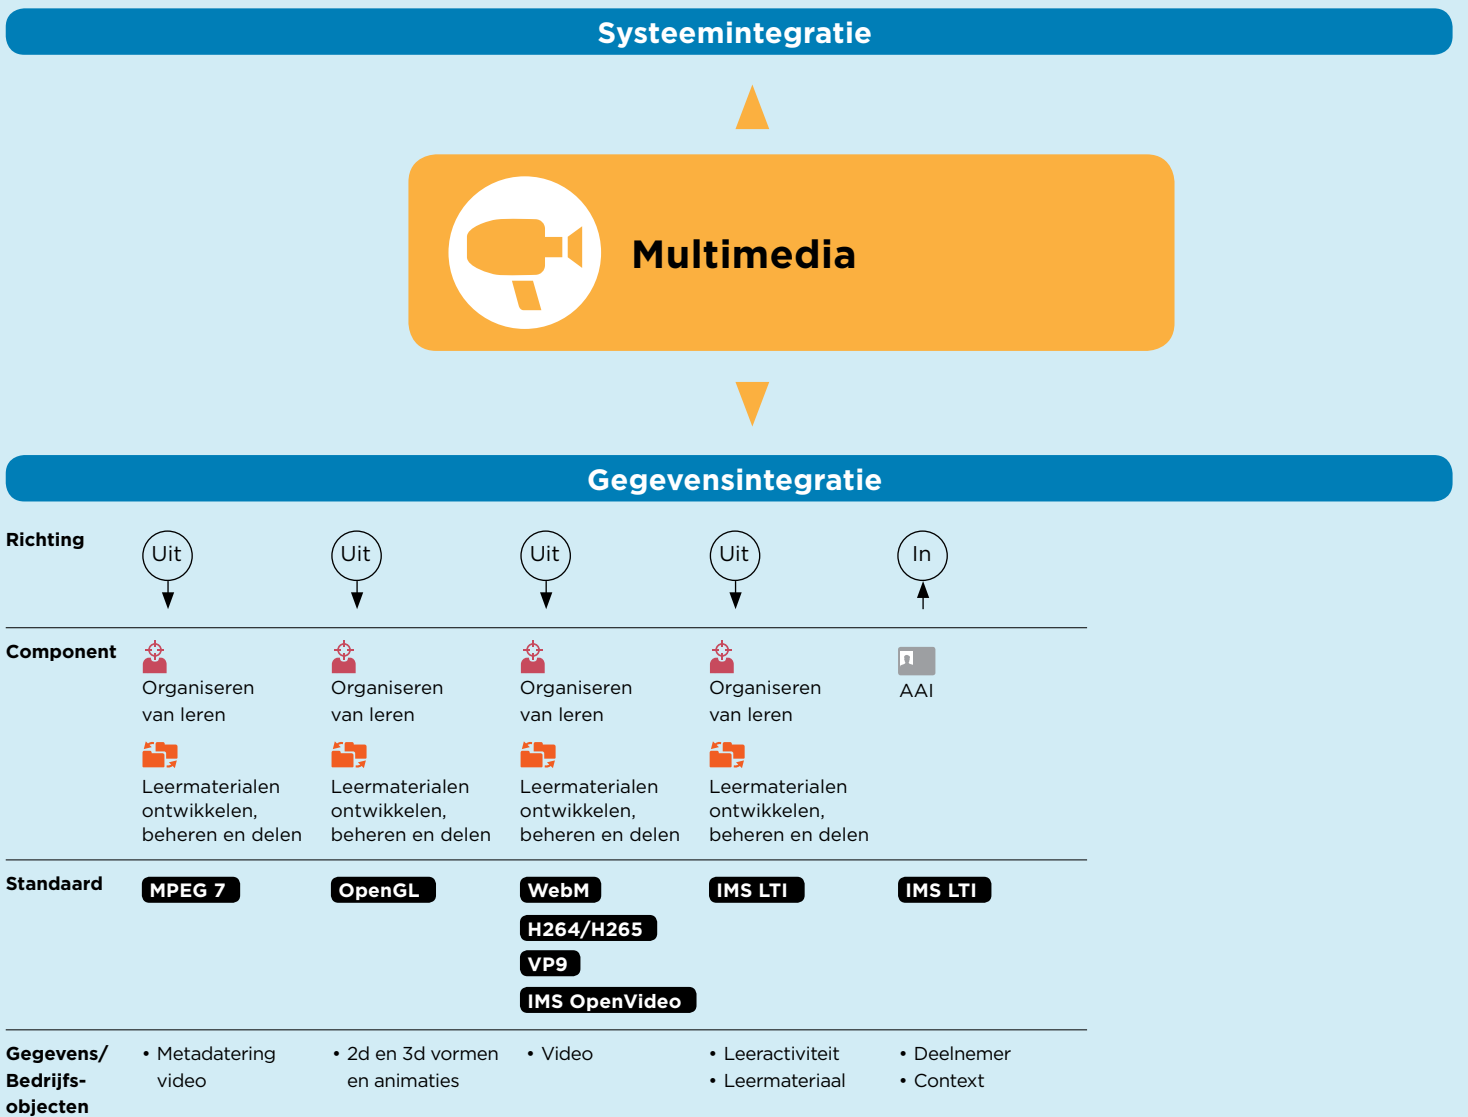 Systeemintegratie
Multimedia
Gegevensintegratie
Richting
Uit
Uit
Uit
Uit
In
Component
Organiseren
van leren
Leermaterialen
ontwikkelen,
beheren en delen
Organiseren
van leren
Leermaterialen
ontwikkelen,
beheren en delen
Organiseren
van leren
Leermaterialen
ontwikkelen,
beheren en delen
Organiseren
van leren
Leermaterialen
ontwikkelen,
beheren en delen
AAI
Standaard
MPEG 7
OpenGL
WebM
H264/H265
VP9
IMS OpenVideo
IMS LTI
IMS LTI
Gegevens/
Bedrijfs-
objecten
• Metadatering
video
• 2d en 3d vormen
en animaties
• Video
• Leeractiviteit
• Leermateriaal
• Deelnemer
• Context